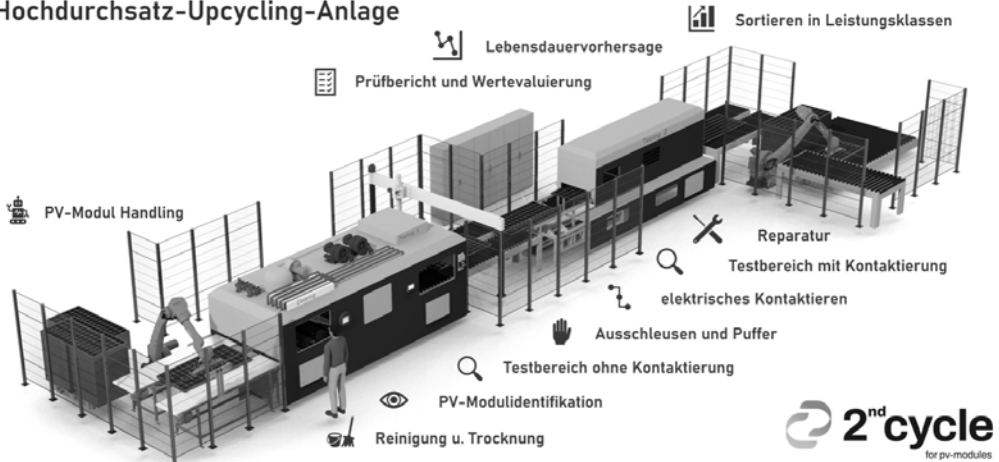 Hochdurchsatz-Upcycling-Anlage
Sortieren in Leistungsklassen
Lebensdauervorhersage
Prüfbericht und Wertevaluierung
PV-Modul Handling
Reparatur
Testbereich mit Kontaktierung
elektrisches Kontaktieren
Ausschleusen und Puffer
Testbereich ohne Kontaktierung
PV-Modulidentifikation
Reinigung u. Trocknung
2nd cycle
for pv-modules